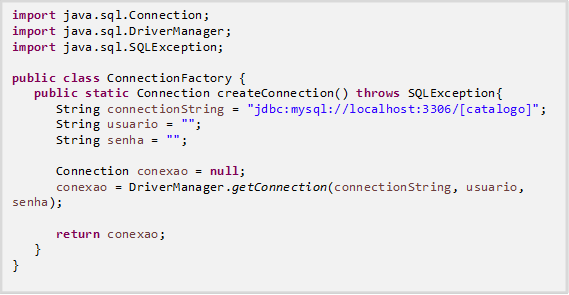 import java.sql.Connection;
import java.sql.DriverManager;
import java.sql.SQLException;
public class ConnectionFactory {
public static Connection createConnection() throws SQLException{
String connectionString = "jdbc:mysql://localhost:3306/[catalogo]";
String usuario = "";
String senha = "";
Connection conexao = null;
conexao = DriverManager.getConnection(connectionString, usuario,
senha);
return conexao;
}
}